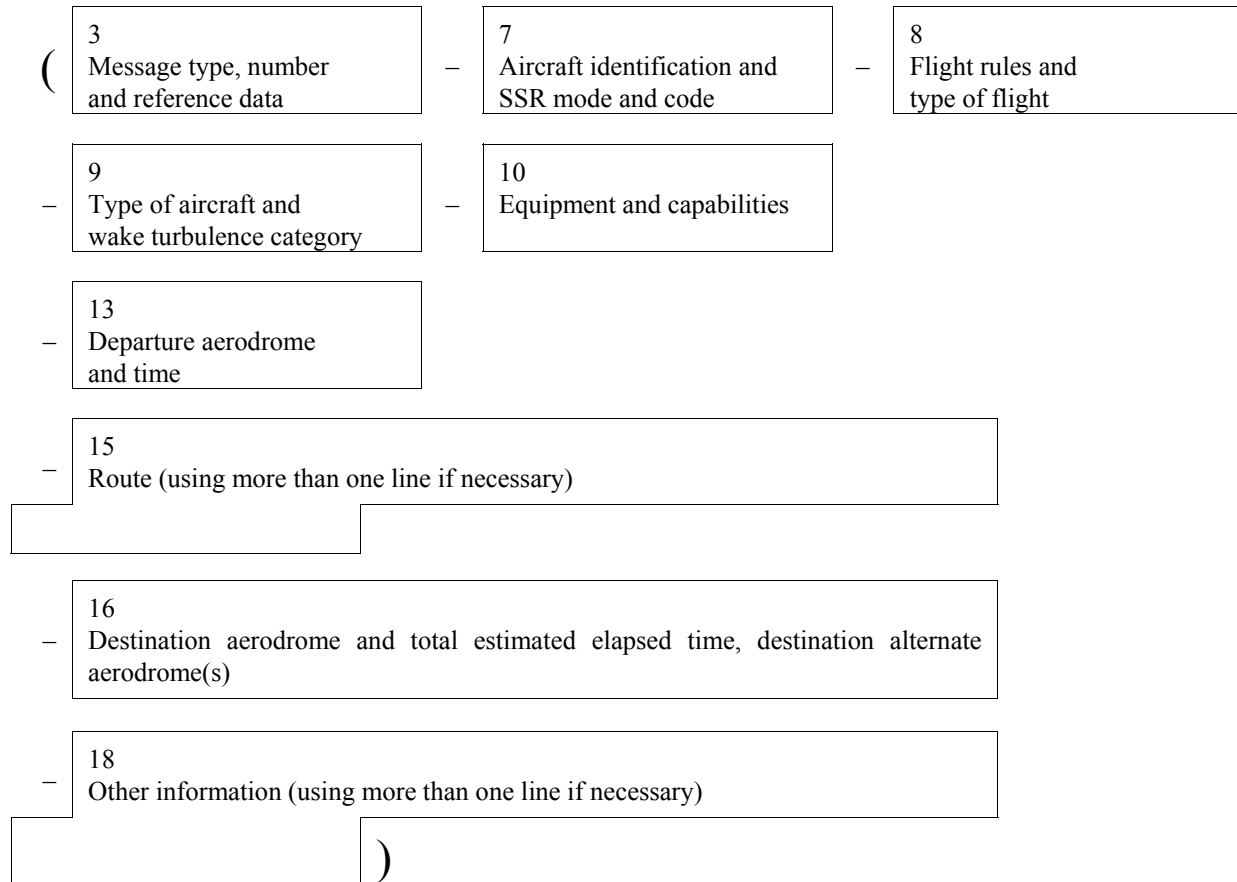 3 7 8
( Message type, number – Aircraft identification and – Flight rules and
and reference data SSR mode and code type of flight
9 10
– Type of aircraft and – Equipment and capabilities
wake turbulence category
13
– Departure aerodrome
and time
15
– Route (using more than one line if necessary)
16
– Destination aerodrome and total estimated elapsed time, destination alternate
aerodrome(s)
18
– Other information (using more than one line if necessary)
)